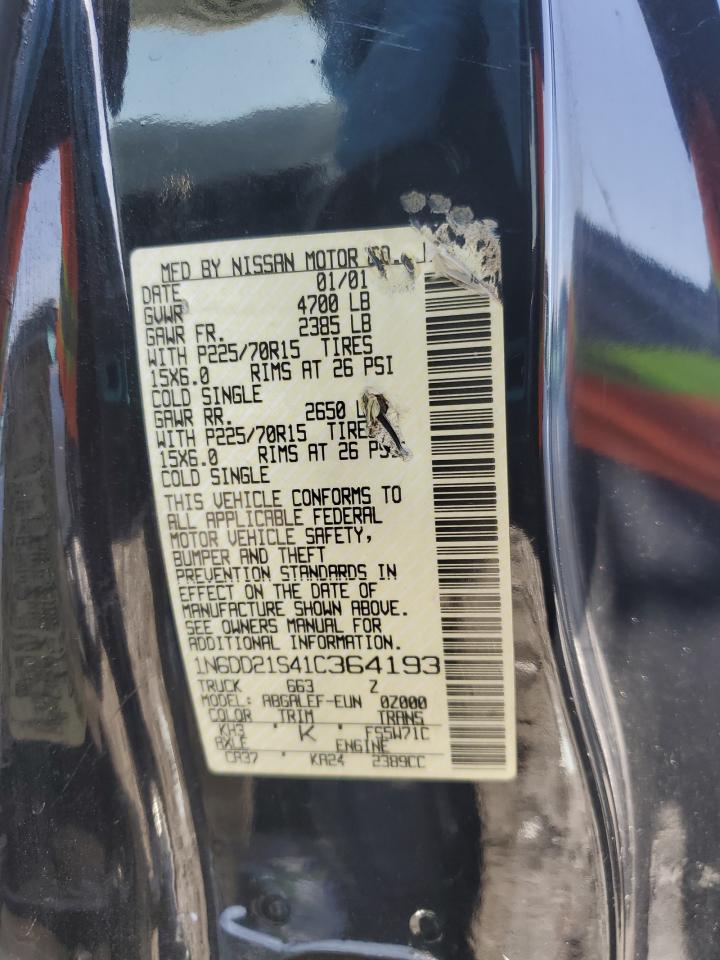 MFD BY NISSAN MOTOR CO.,
DATE 01/01
GVWR 4700 LB
GAWR FR. 2385 LB
WITH P225/70R15 TIRES
15X6.0 RIMS AT 26 PSI
COLD SINGLE
GAWR RR. 2650 L
WITH P225/70R15 TIRE
15X6.0 RIMS AT 26 PS
COLD SINGLE
THIS VEHICLE CONFORMS TO
ALL APPLICABLE FEDERAL
MOTOR VEHICLE SAFETY,
BUMPER AND THEFT
PREVENTION STANDARDS IN
EFFECT ON THE DATE OF
MANUFACTURE SHOWN ABOVE.
SEE OWNERS MANUAL FOR
ADDITIONAL INFORMATION.
1N6DD21S41C364193
TRUCK 663 Z
MODEL: ABGALEF-EUN 0Z000
COLOR TRIM TRANS
KH3 K FS5W71C
AXLE ENGINE
CA37 KA24 2389CC